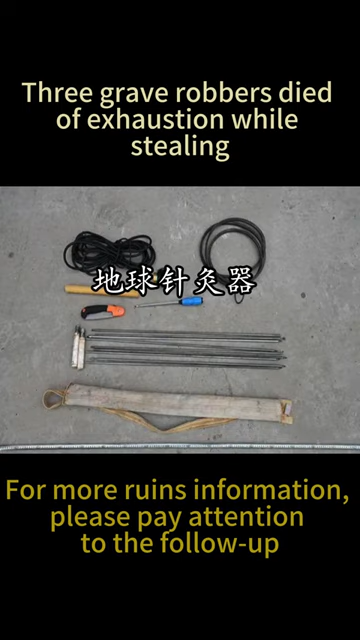 Three grave robbers died
of exhaustion while
stealing
地球针灸器
For more ruins information,
please pay attention
to the follow-up